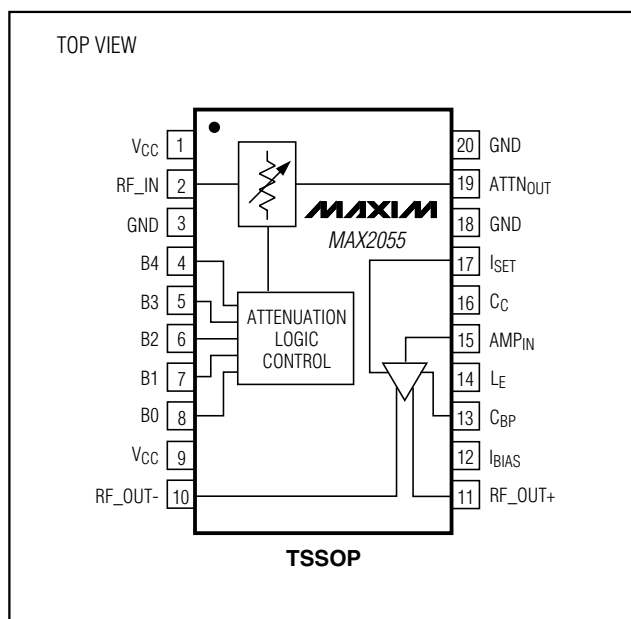 TOP VIEW
VCC 1
RF_IN 2
GND 3
B4 4
B3 5
B2 6
B1 7
B0 8
VCC 9
RF_OUT- 10
MAXIM
MAX2055
ATTENUATION
LOGIC
CONTROL
20 GND
19 ATTNOUT
18 GND
17 ISET
16 CC
15 AMPIN
14 LE
13 CBP
12 IBIAS
11 RF_OUT+
TSSOP